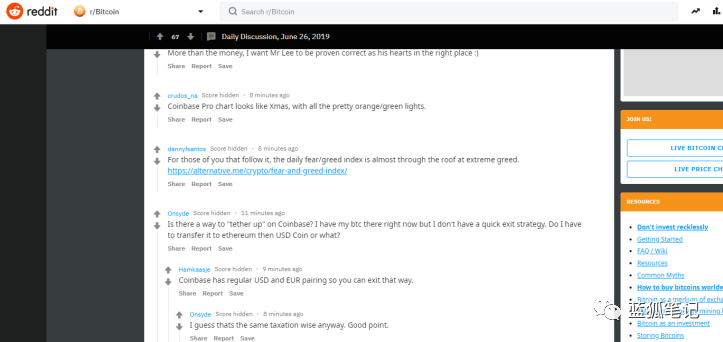 reddit r/Bitcoin Search r/Bitcoin
67 Daily Discussion, June 26, 2019
More than the money, I want Mr Lee to be proven correct as his hearts in the right place :)
Share Report Save
crudos_na Score hidden · 8 minutes ago
Coinbase Pro chart looks like Xmas, with all the pretty orange/green lights.
Share Report Save
dannyfsantos Score hidden · 8 minutes ago
For those of you that follow it, the daily fear/greed index is almost through the roof at extreme greed.
https://alternative.me/crypto/fear-and-greed-index/
Share Report Save
Onsyde Score hidden · 11 minutes ago
Is there a way to "tether up" on Coinbase? I have my btc there right now but I don't have a quick exit strategy. Do I have
to transfer it to ethereum then USD Coin or what?
Share Report Save
Hamkaasje Score hidden · 9 minutes ago
Coinbase has regular USD and EUR pairing so you can exit that way.
Share Report Save
Onsyde Score hidden · 8 minutes ago
I guess thats the same taxation wise anyway. Good point.
Share Report Save
JOIN US!
LIVE BITCOIN C
LIVE PRICE CH
RESOURCES
Don't invest recklessly
Getting Started
FAQ / Wiki
Resources
Common Myths
How to buy bitcoins worldw
Bitcoin as a medium of exch
mining
Bitcoin as an investment
Storing Bitcoins
蓝狐笔记